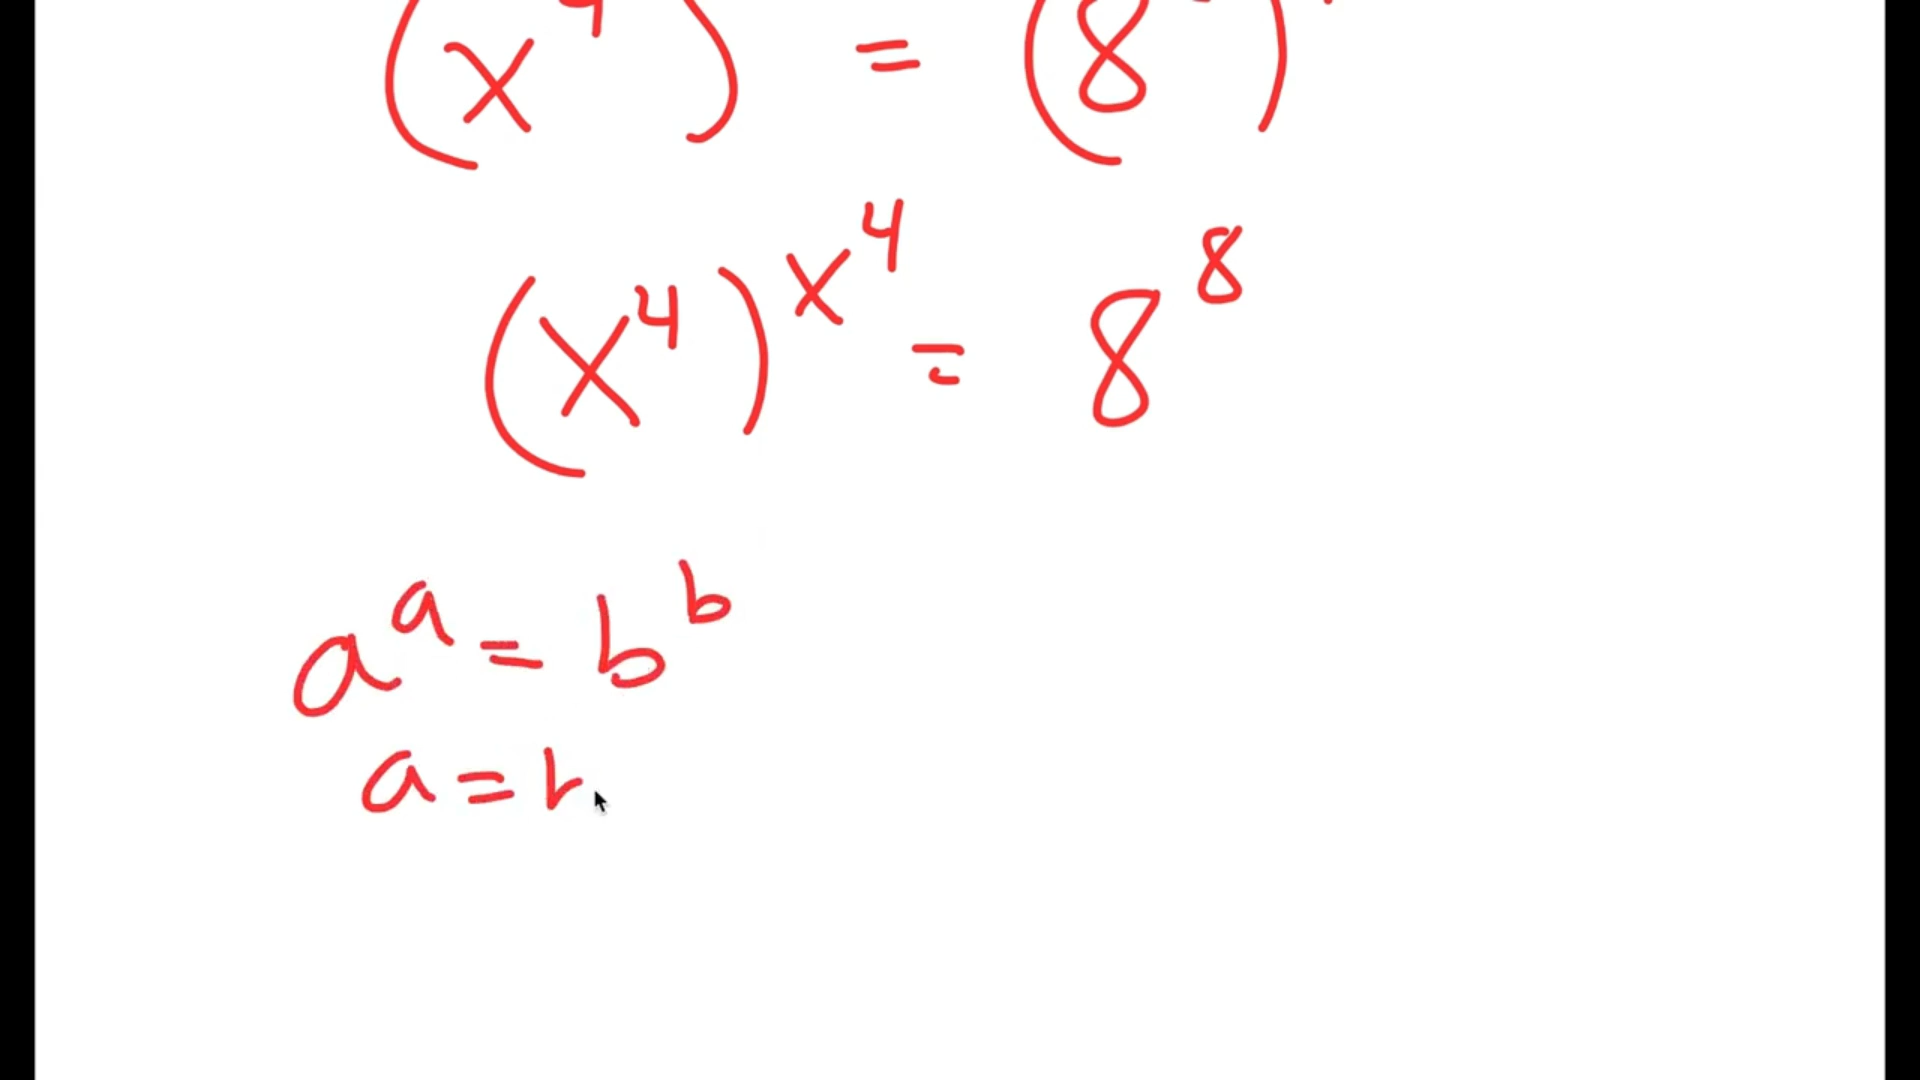 (x⁴) = (8 )
(x⁴)^x⁴ = 8⁸
a^a = b^b
a =